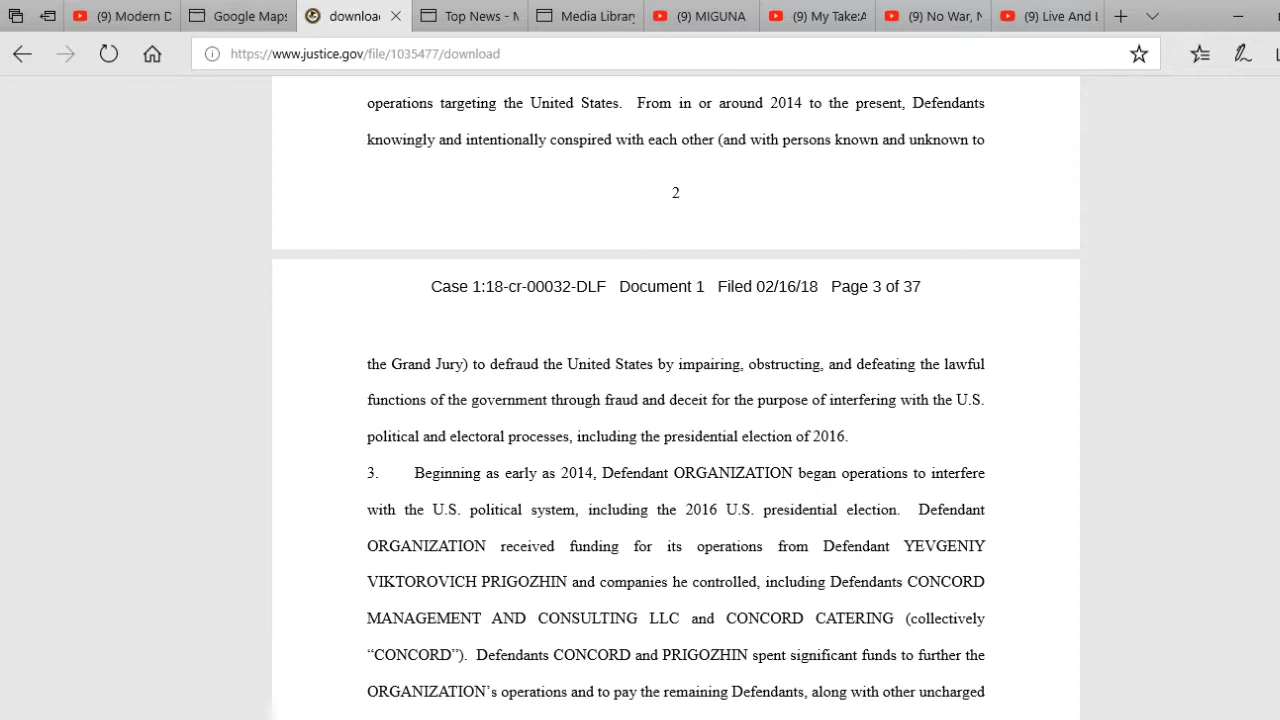 (9) Modern D
Google Maps
downloa
Top News - M
Media Library
(9) MIGUNA
(9) My Take:A
(9) No War, N
(9) Live And L
https://www.justice.gov/file/1035477/download
operations targeting the United States. From in or around 2014 to the present, Defendants
knowingly and intentionally conspired with each other (and with persons known and unknown to
2
Case 1:18-cr-00032-DLF Document 1 Filed 02/16/18 Page 3 of 37
the Grand Jury) to defraud the United States by impairing, obstructing, and defeating the lawful
functions of the government through fraud and deceit for the purpose of interfering with the U.S.
political and electoral processes, including the presidential election of 2016.
3. Beginning as early as 2014, Defendant ORGANIZATION began operations to interfere
with the U.S. political system, including the 2016 U.S. presidential election. Defendant
ORGANIZATION received funding for its operations from Defendant YEVGENIY
VIKTOROVICH PRIGOZHIN and companies he controlled, including Defendants CONCORD
MANAGEMENT AND CONSULTING LLC and CONCORD CATERING (collectively
“CONCORD”). Defendants CONCORD and PRIGOZHIN spent significant funds to further the
ORGANIZATION’s operations and to pay the remaining Defendants, along with other uncharged